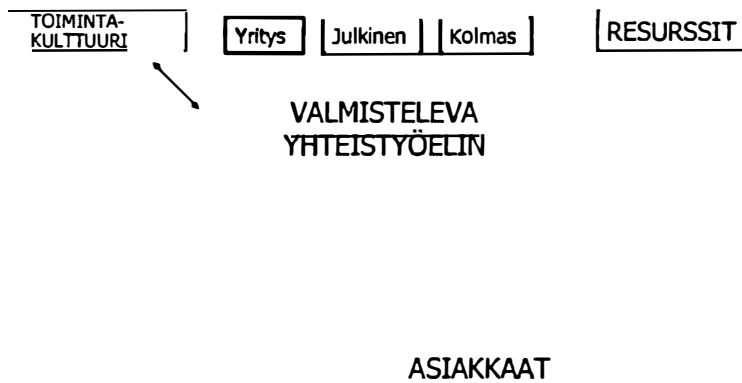 TOIMINTA-
KULTTUURI
Yritys Julkinen Kolmas RESURSSIT
VALMISTELEVA
YHTEISTYÖELIN
ASIAKKAAT